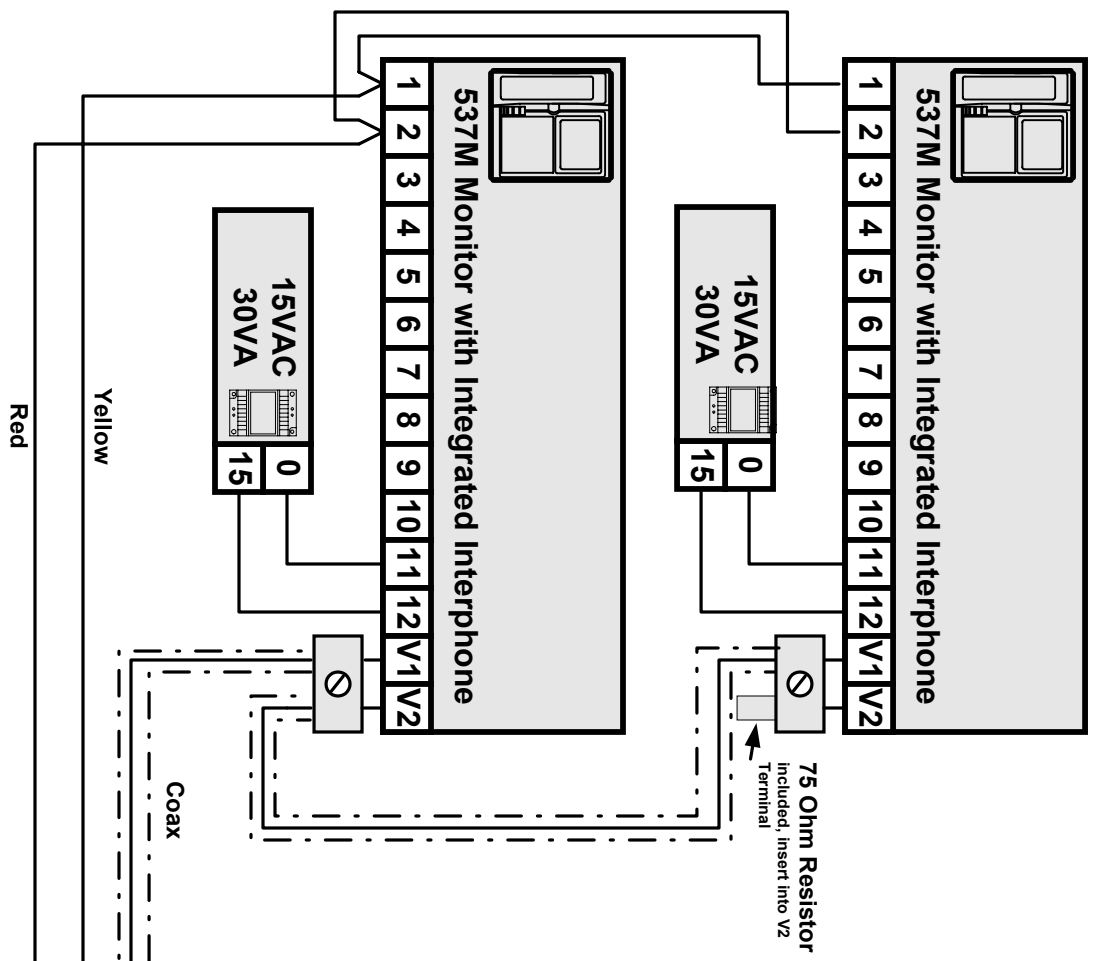 537M Monitor with Integrated Interphone
1
2
3
4
5
6
7
8
9
10
11
12
V1
V2
15VAC
30VA
0
15
75 Ohm Resistor
included, insert into V2
Terminal
537M Monitor with Integrated Interphone
1
2
3
4
5
6
7
8
9
10
11
12
V1
V2
15VAC
30VA
0
15
Yellow
Red
Coax